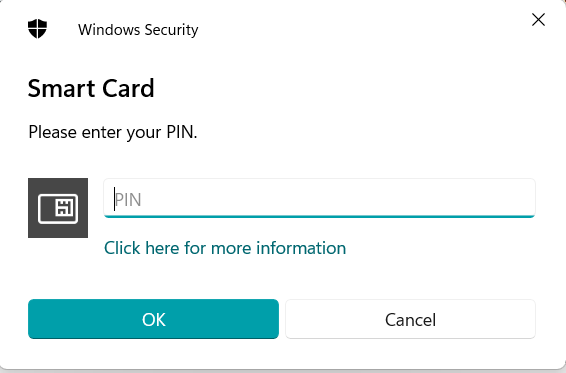 Windows Security
Smart Card
Please enter your PIN.
PIN
Click here for more information
OK
Cancel